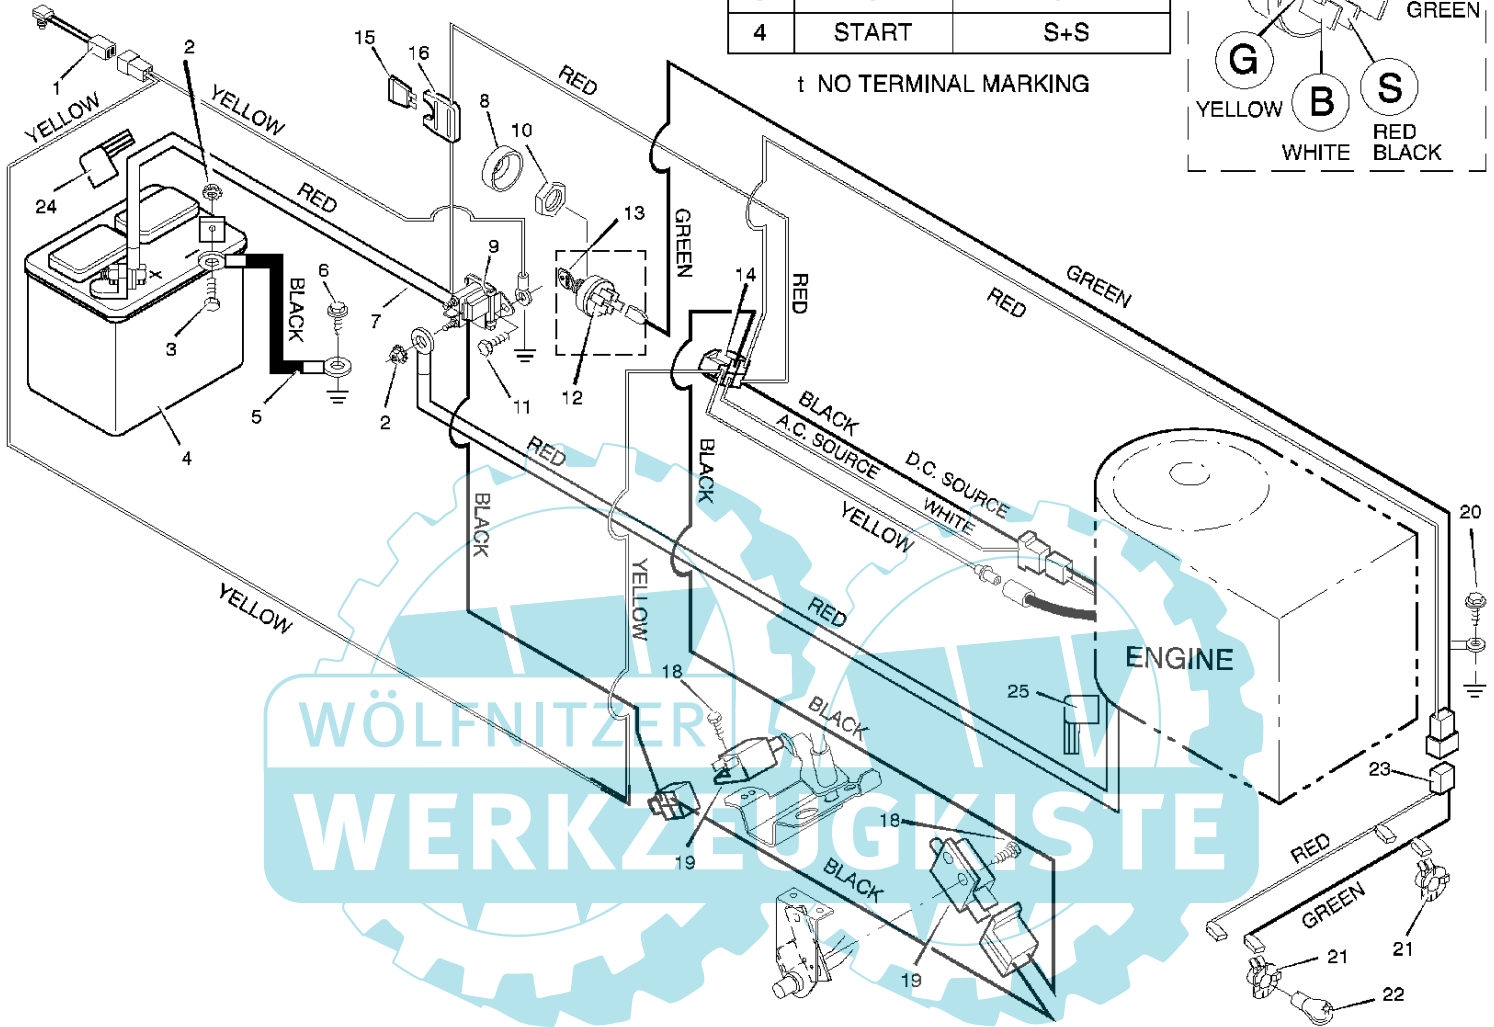 4 START S+S
t NO TERMINAL MARKING
GREEN
G
YELLOW
B
WHITE
S
RED
BLACK
1
2
15
16
8
10
YELLOW
YELLOW
RED
24
RED
13
GREEN
GREEN
RED
RED
6
BLACK
9
14
3
7
12
11
2
5
4
BLACK
A.C. SOURCE
D.C. SOURCE
WHITE
YELLOW
RED
BLACK
BLACK
YELLOW
YELLOW
RED
20
ENGINE
25
18
BLACK
WÖLFNITZER
WERKZEUGKISTE
23
19
18
BLACK
RED
GREEN
21
19
21
22